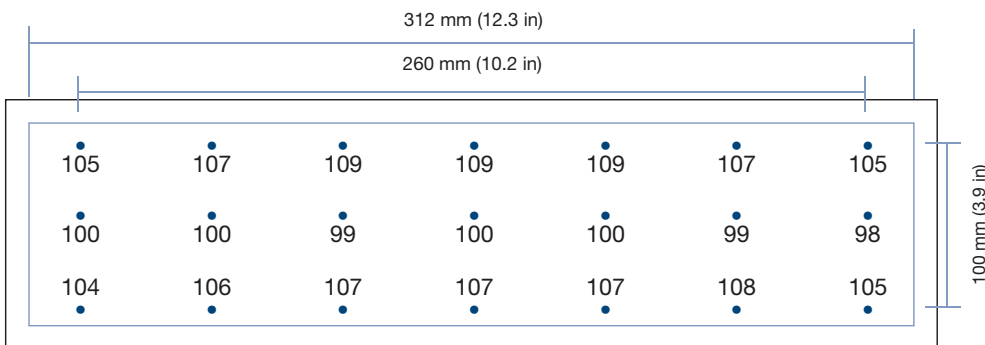 312 mm (12.3 in)
260 mm (10.2 in)
105 107 109 109 109 107 105
100 100 99 100 100 99 98
104 106 107 107 107 108 105
100 mm (3.9 in)